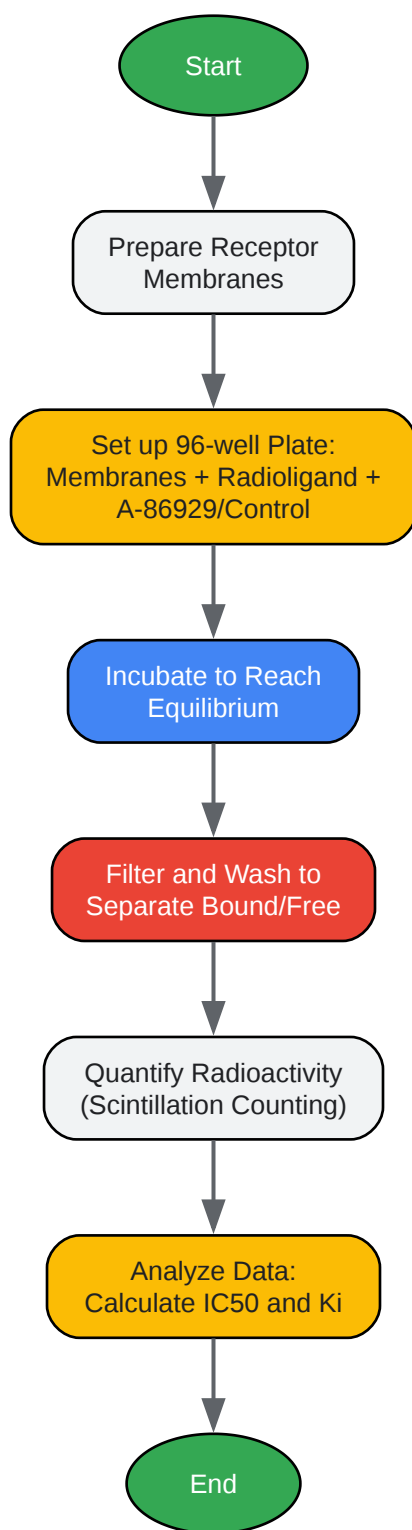 Start
Prepare Receptor
Membranes
Set up 96-well Plate:
Membranes + Radioligand +
A-86929/Control
Incubate to Reach
Equilibrium
Filter and Wash to
Separate Bound/Free
Quantify Radioactivity
(Scintillation Counting)
Analyze Data:
Calculate IC50 and Ki
End